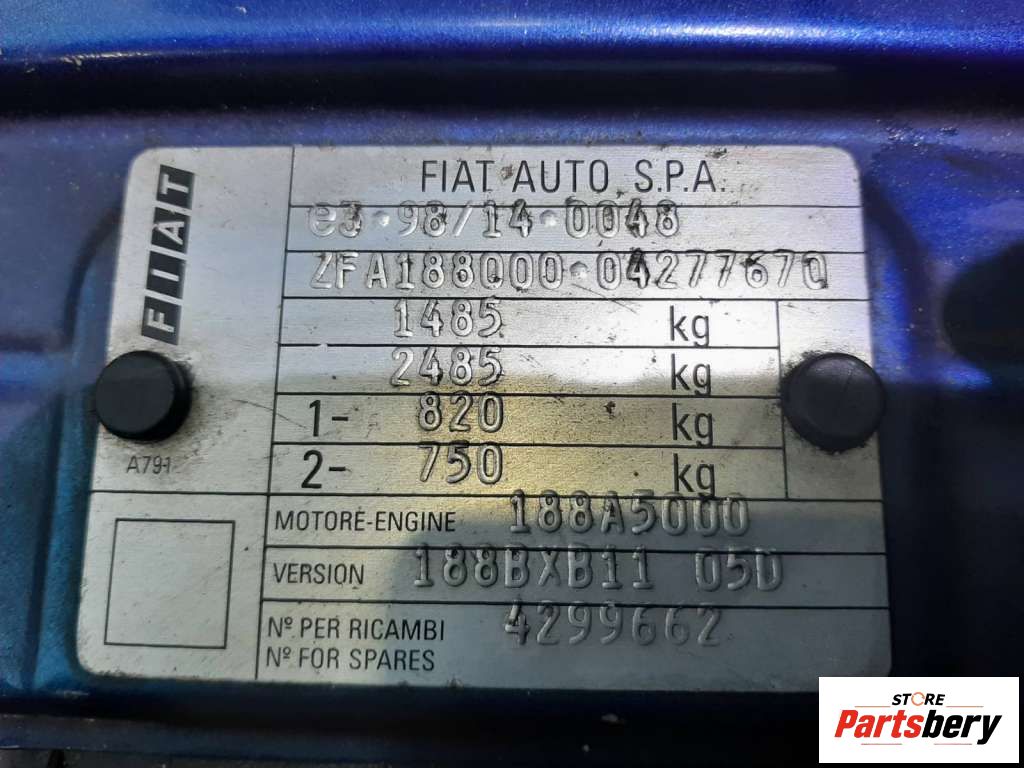 FIAT
FIAT AUTO S.P.A.
e3*98/14*0048
ZFA188000*04277670
1485 kg
2485 kg
1- 820 kg
2- 750 kg
A791
MOTORE-ENGINE 188A5000
VERSION 188BXB11 05D
Nº PER RICAMBI 4299662
Nº FOR SPARES
STORE
Partsbery